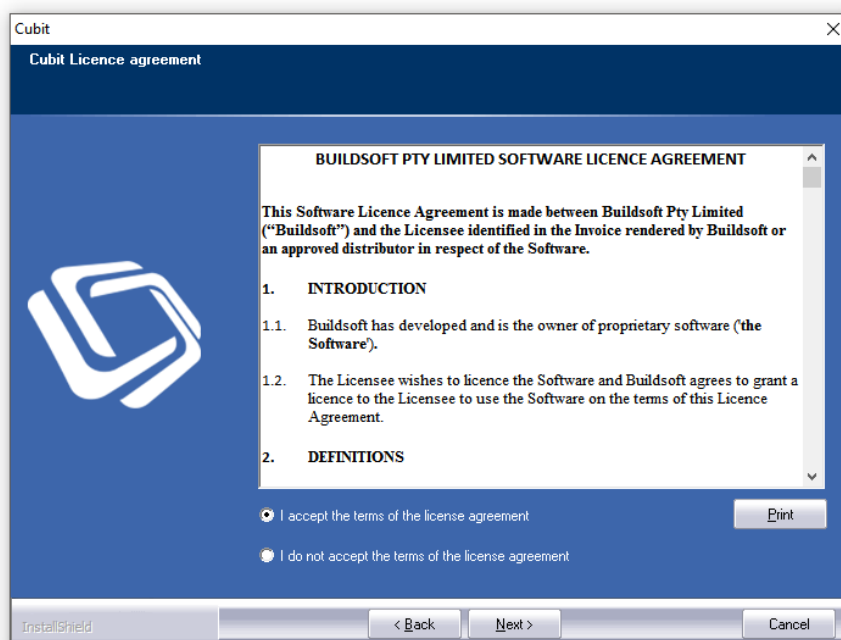 Cubit
Cubit Licence agreement
BUILDSOFT PTY LIMITED SOFTWARE LICENCE AGREEMENT
This Software Licence Agreement is made between Buildsoft Pty Limited
(“Buildsoft”) and the Licensee identified in the Invoice rendered by Buildsoft or
an approved distributor in respect of the Software.
1. INTRODUCTION
1.1. Buildsoft has developed and is the owner of proprietary software ('the
Software').
1.2. The Licensee wishes to licence the Software and Buildsoft agrees to grant a
licence to the Licensee to use the Software on the terms of this Licence
Agreement.
2. DEFINITIONS
I accept the terms of the license agreement
Print
I do not accept the terms of the license agreement
InstallShield
< Back
Next >
Cancel